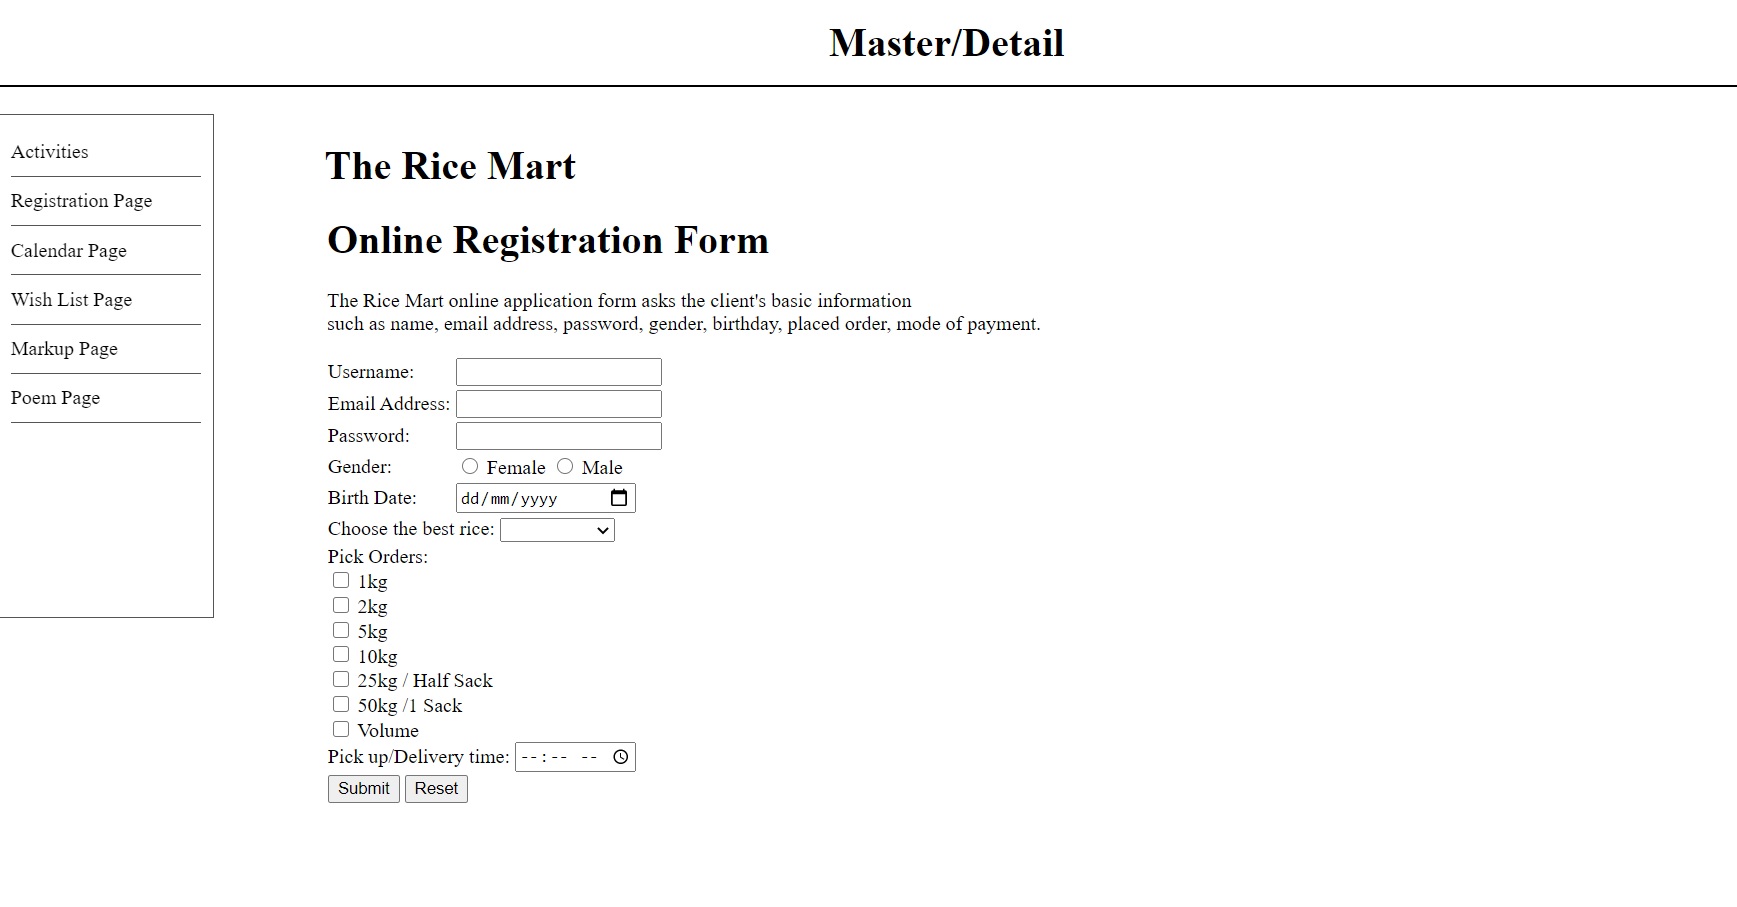 Master/Detail
Activities
Registration Page
Calendar Page
Wish List Page
Markup Page
Poem Page
The Rice Mart
Online Registration Form
The Rice Mart online application form asks the client's basic information
such as name, email address, password, gender, birthday, placed order, mode of payment.
Username:
Email Address:
Password:
Gender: Female Male
Birth Date: dd/mm/yyyy
Choose the best rice:
Pick Orders:
1kg
2kg
5kg
10kg
25kg / Half Sack
50kg /1 Sack
Volume
Pick up/Delivery time: --:-- --
Submit Reset